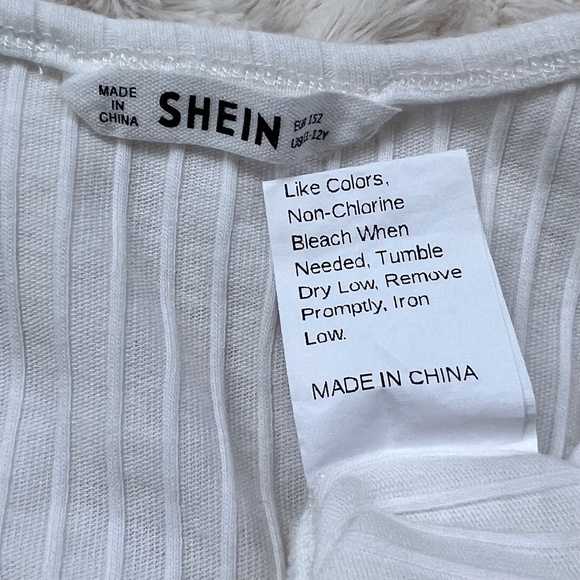 MADE
IN
CHINA
SHEIN
EUR 152
US11-12Y
Like Colors,
Non-Chlorine
Bleach When
Needed, Tumble
Dry Low, Remove
Promptly, Iron
Low.
MADE IN CHINA